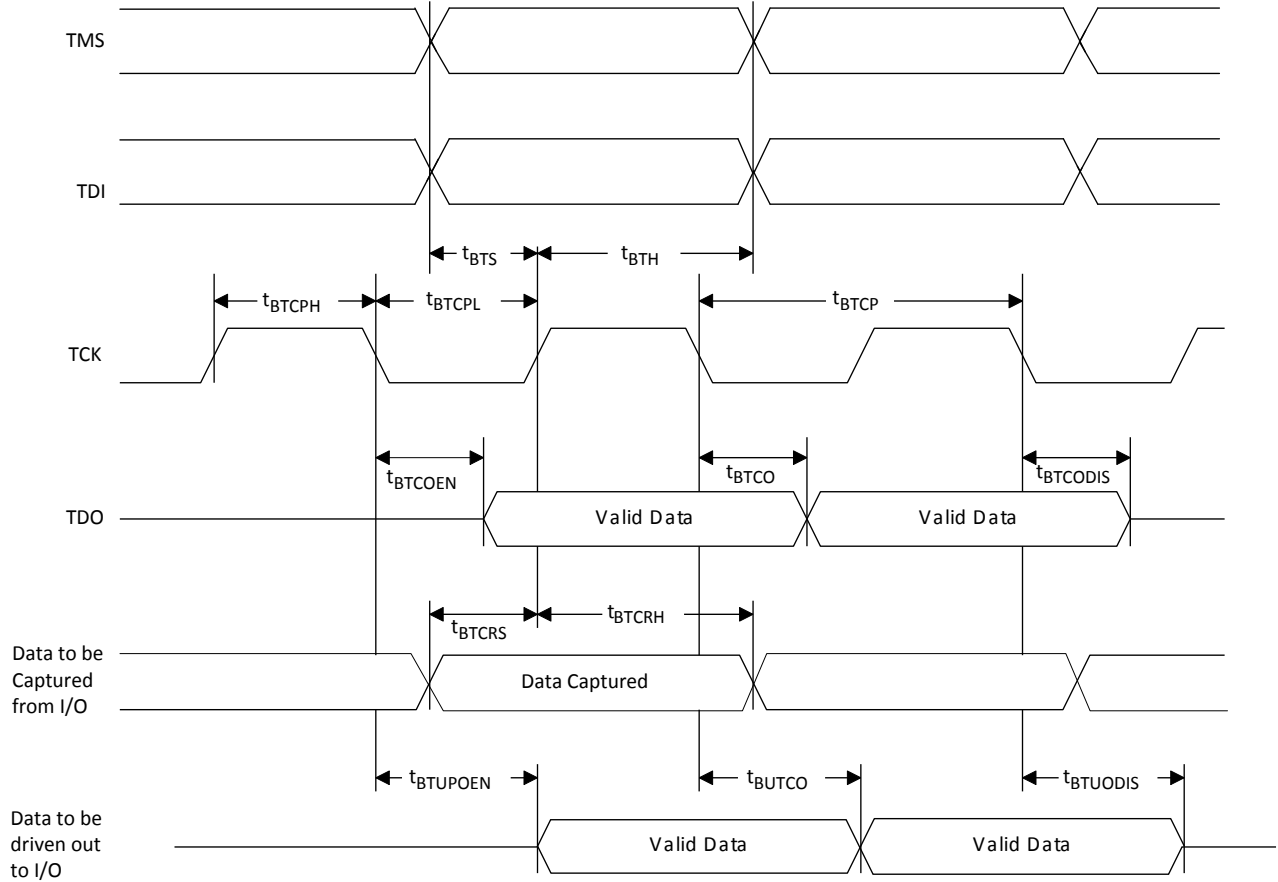 TMS
TDI
tBTS
tBTH
tBTCPH
tBTCPL
tBTCP
TCK
tBTCOEN
tBTCO
tBTCODIS
TDO
Valid Data
Valid Data
tBTCRS
tBTCRH
Data to be
Captured
from I/O
Data Captured
tBTUPOEN
tBUTCO
tBTUODIS
Data to be
driven out
to I/O
Valid Data
Valid Data